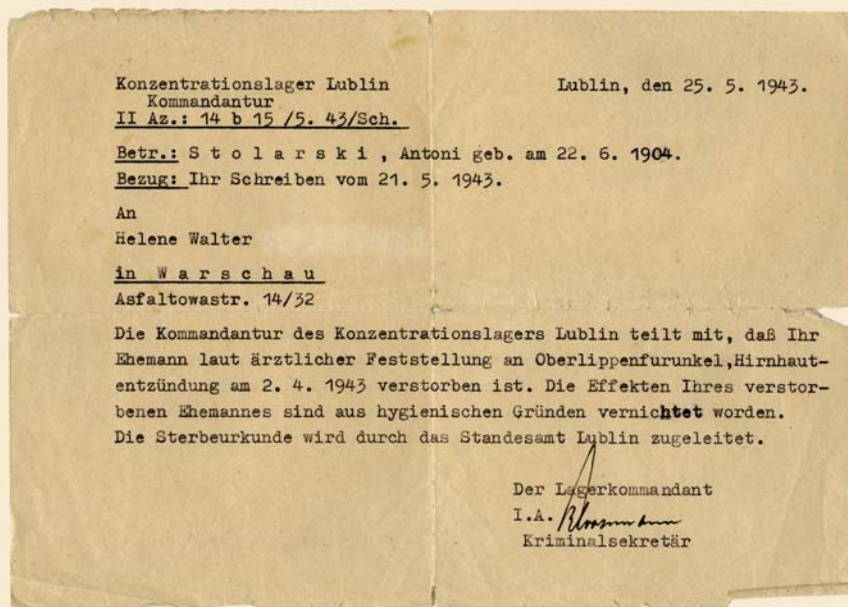 Konzentrationslager Lublin Lublin, den 25. 5. 1943.
Kommandantur
II Az.: 14 b 15 /5. 43/Sch.
Betr.: S t o l a r s k i , Antoni geb. am 22. 6. 1904.
Bezug: Ihr Schreiben vom 21. 5. 1943.
An
Helene Walter
in W a r s c h a u
Asfaltowastr. 14/32
Die Kommandantur des Konzentrationslagers Lublin teilt mit, daß Ihr
Ehemann laut ärztlicher Feststellung an Oberlippenfurunkel,Hirnhaut-
entzündung am 2. 4. 1943 verstorben ist. Die Effekten Ihres verstor-
benen Ehemannes sind aus hygienischen Gründen vernichtet worden.
Die Sterbeurkunde wird durch das Standesamt Lublin zugeleitet.
Der Lagerkommandant
I.A.
Kriminalsekretär